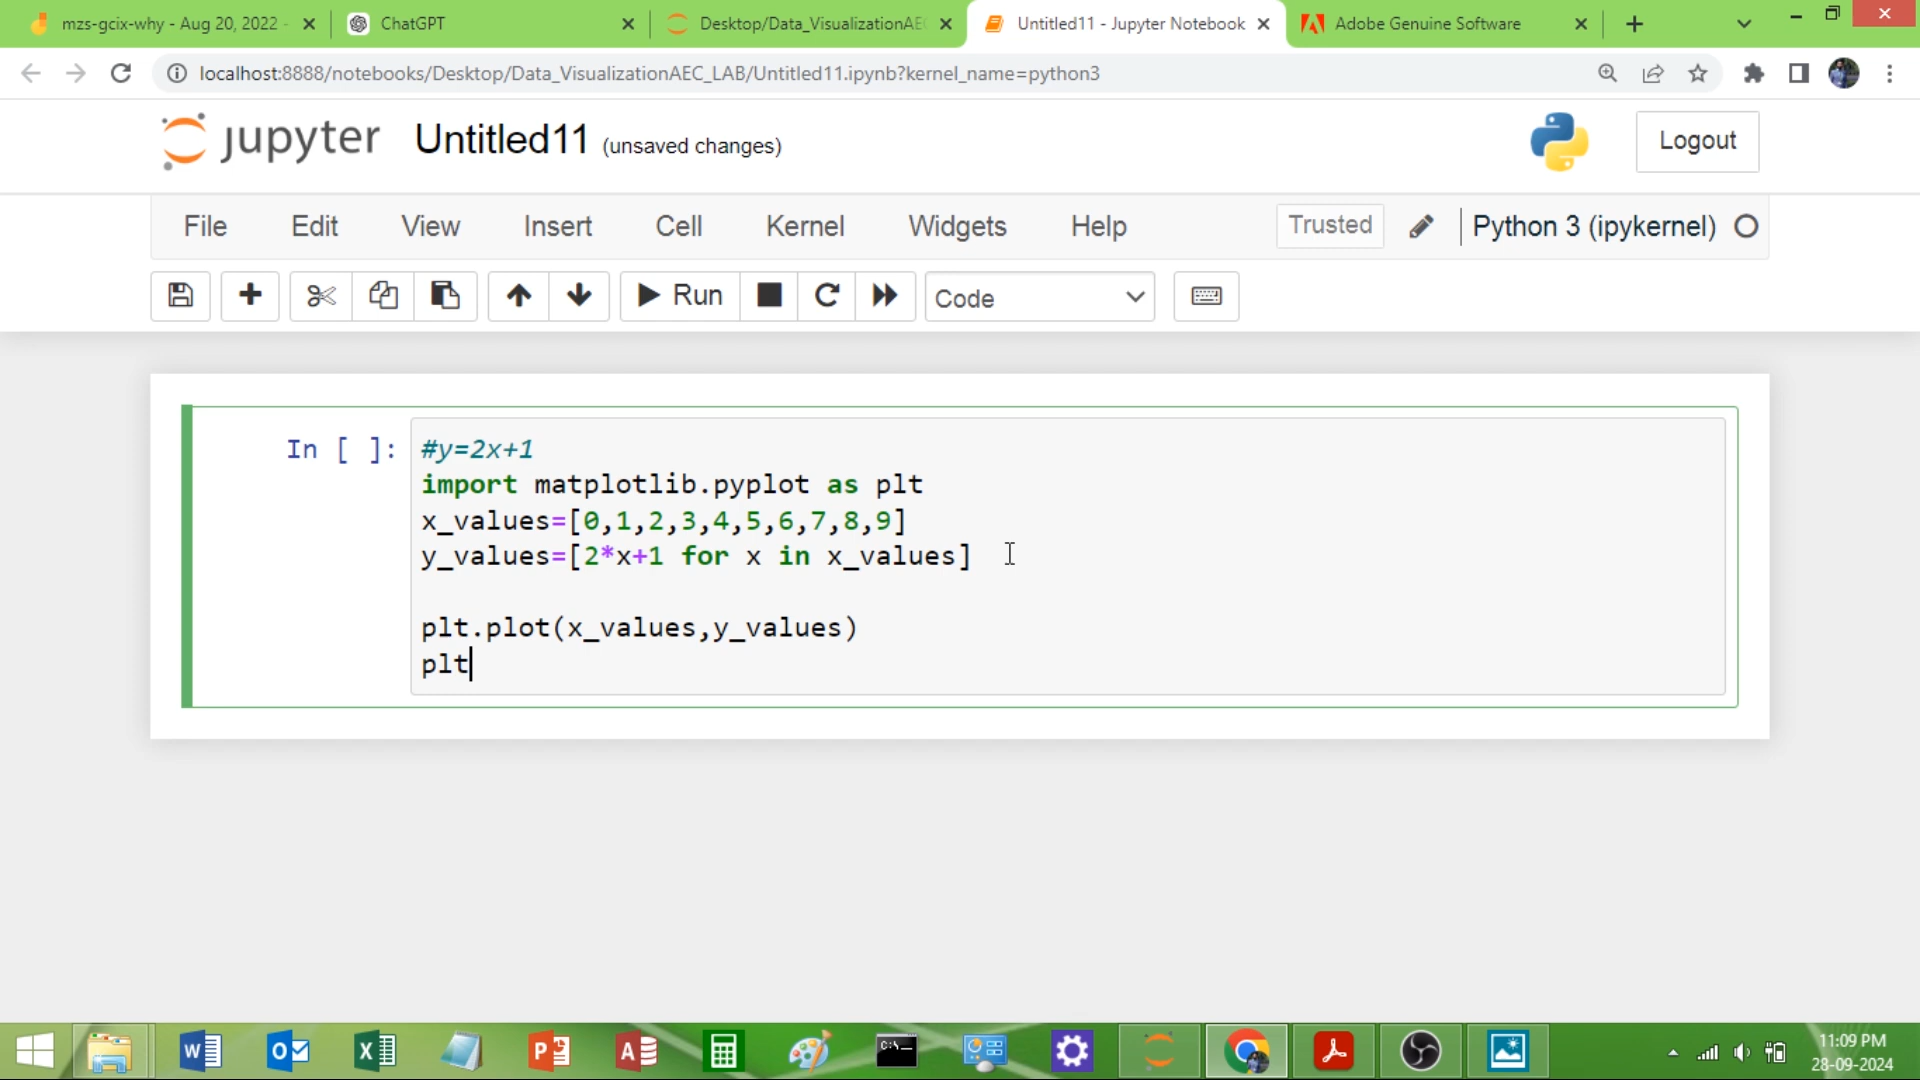 mzs-gcix-why - Aug 20, 2022 -
ChatGPT
Desktop/Data_VisualizationAE
Untitled11 - Jupyter Notebook
Adobe Genuine Software
localhost:8888/notebooks/Desktop/Data_VisualizationAEC_LAB/Untitled11.ipynb?kernel_name=python3
jupyter Untitled11 (unsaved changes)
Logout
File Edit View Insert Cell Kernel Widgets Help Trusted Python 3 (ipykernel)
Run Code
In [ ]: #y=2x+1
import matplotlib.pyplot as plt
x_values=[0,1,2,3,4,5,6,7,8,9]
y_values=[2*x+1 for x in x_values]
plt.plot(x_values,y_values)
plt
11:09 PM
28-09-2024